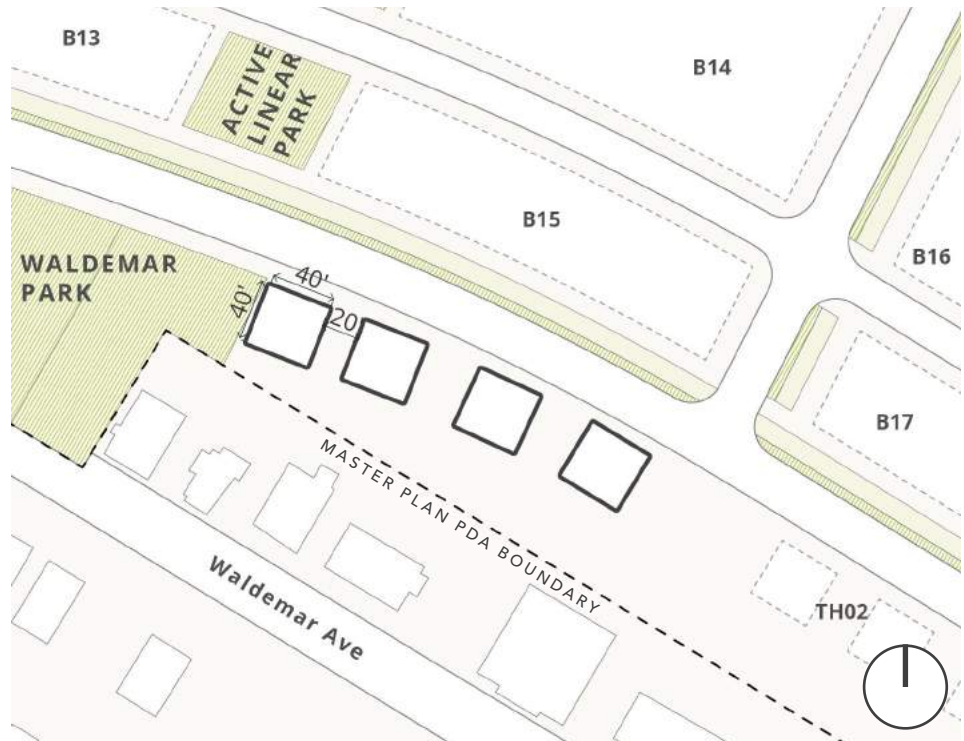 B13
B14
ACTIVE
LINEAR
PARK
B15
B16
WALDEMAR
PARK
40'
40'
20
B17
MASTER PLAN PDA BOUNDARY
Waldemar Ave
TH02